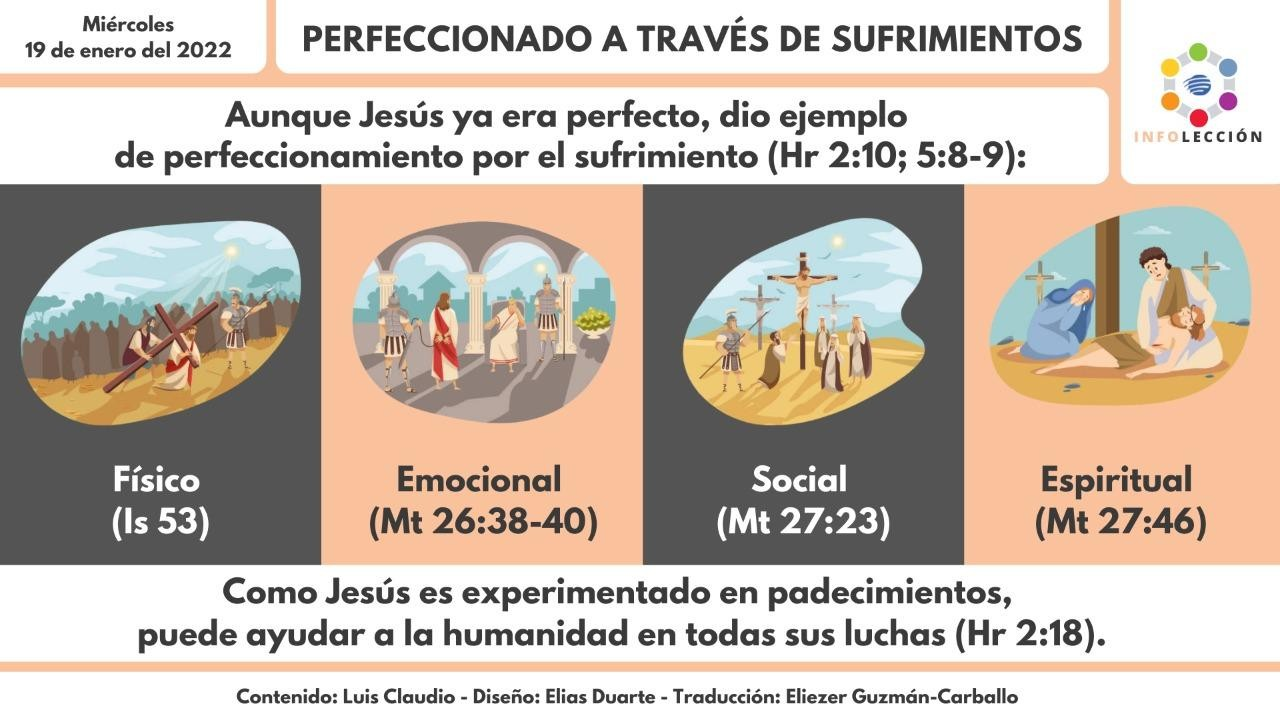 Miércoles
19 de enero del 2022
PERFECCIONADO A TRAVÉS DE SUFRIMIENTOS
INFOLECCIÓN
Aunque Jesús ya era perfecto, dio ejemplo
de perfeccionamiento por el sufrimiento (Hr 2:10; 5:8-9):
Físico
(Is 53)
Emocional
(Mt 26:38-40)
Social
(Mt 27:23)
Espiritual
(Mt 27:46)
Como Jesús es experimentado en padecimientos,
puede ayudar a la humanidad en todas sus luchas (Hr 2:18).
Contenido: Luis Claudio - Diseño: Elias Duarte - Traducción: Eliezer Guzmán-Carballo